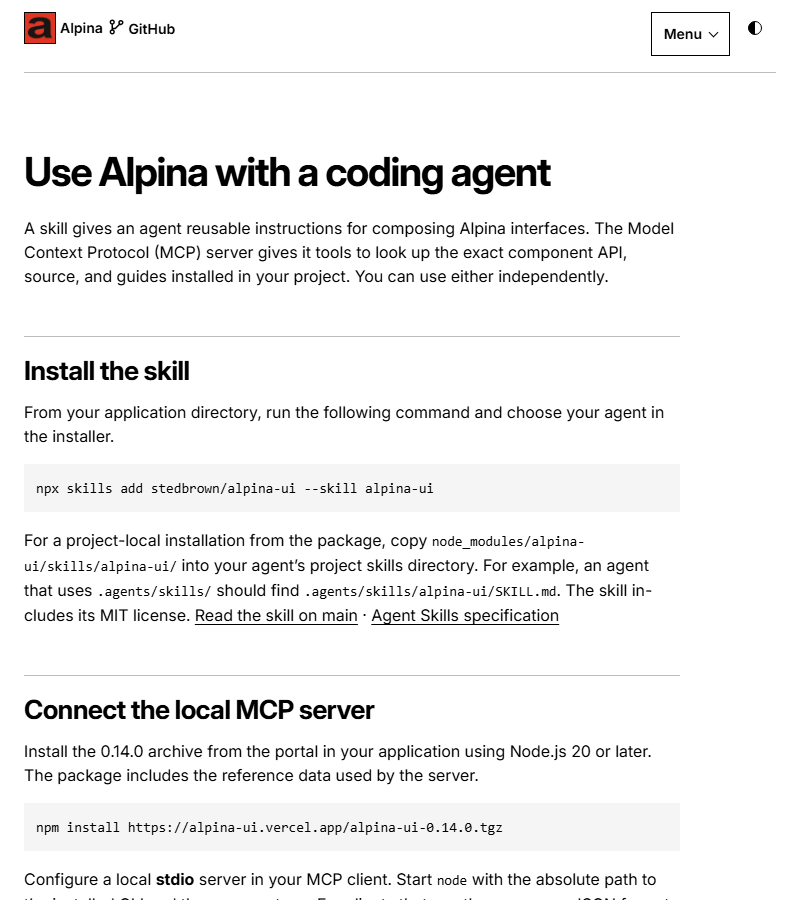 a Alpina GitHub
Menu
Use Alpina with a coding agent
A skill gives an agent reusable instructions for composing Alpina interfaces. The Model
Context Protocol (MCP) server gives it tools to look up the exact component API,
source, and guides installed in your project. You can use either independently.
Install the skill
From your application directory, run the following command and choose your agent in
the installer.
npx skills add stedbrown/alpina-ui --skill alpina-ui
For a project-local installation from the package, copy node_modules/alpina-
ui/skills/alpina-ui/ into your agent’s project skills directory. For example, an agent
that uses .agents/skills/ should find .agents/skills/alpina-ui/SKILL.md. The skill in-
cludes its MIT license. Read the skill on main · Agent Skills specification
Connect the local MCP server
Install the 0.14.0 archive from the portal in your application using Node.js 20 or later.
The package includes the reference data used by the server.
npm install https://alpina-ui.vercel.app/alpina-ui-0.14.0.tgz
Configure a local stdio server in your MCP client. Start node with the absolute path to